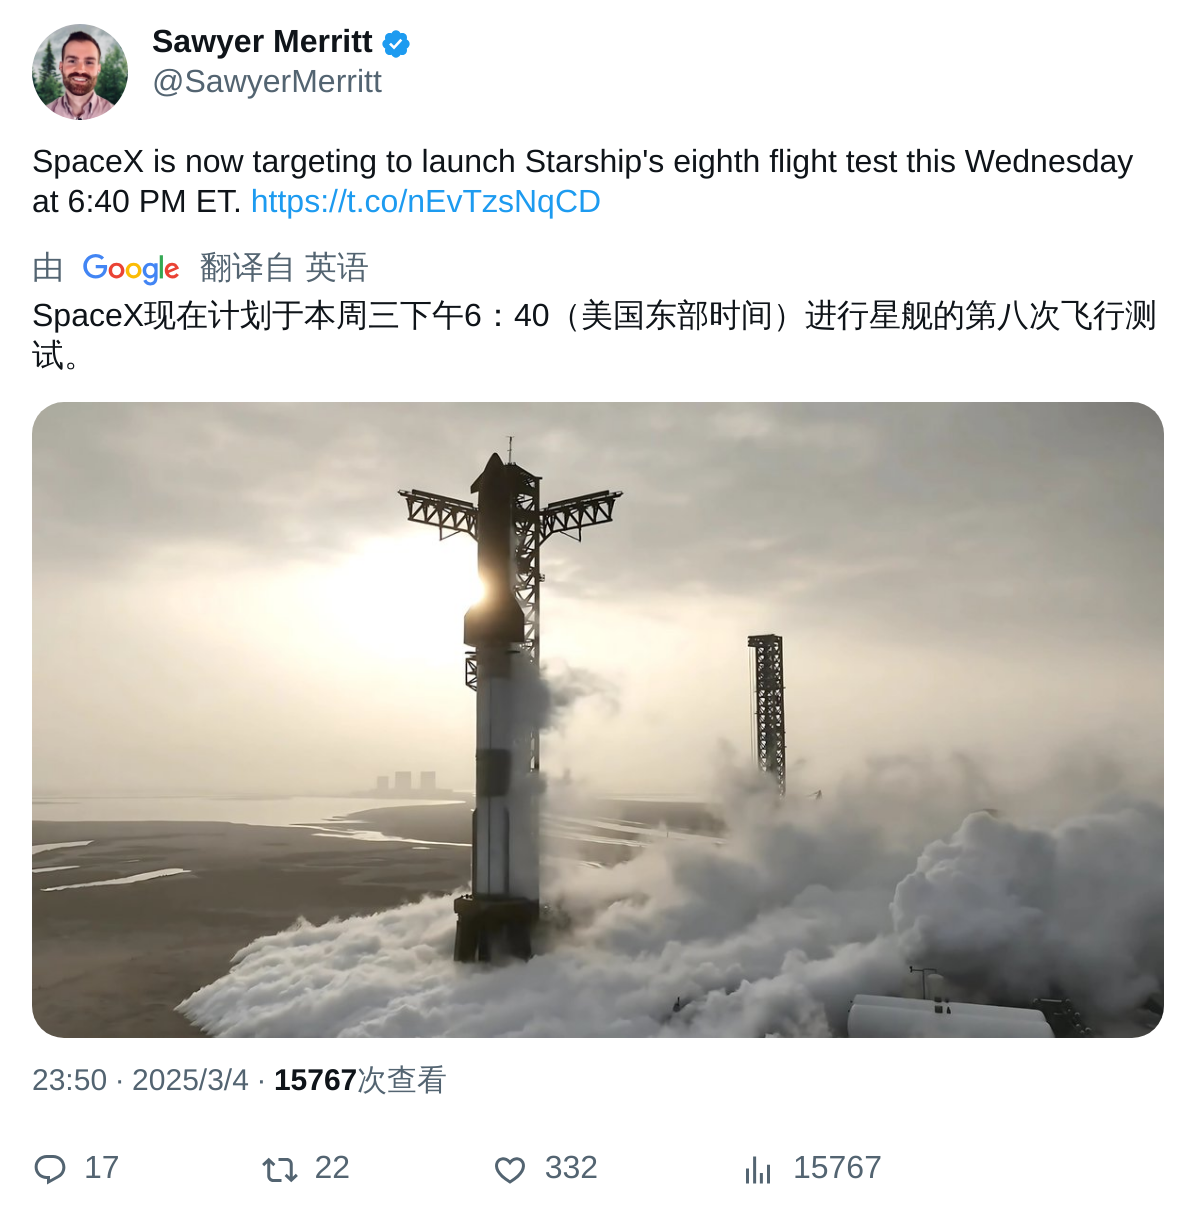 Sawyer Merritt
@SawyerMerritt
SpaceX is now targeting to launch Starship's eighth flight test this Wednesday
at 6:40 PM ET. https://t.co/nEvTzsNqCD
由 Google 翻译自 英语
SpaceX现在计划于本周三下午6：40（美国东部时间）进行星舰的第八次飞行测
试。
23:50 · 2025/3/4 · 15767次查看
17 22 332 15767